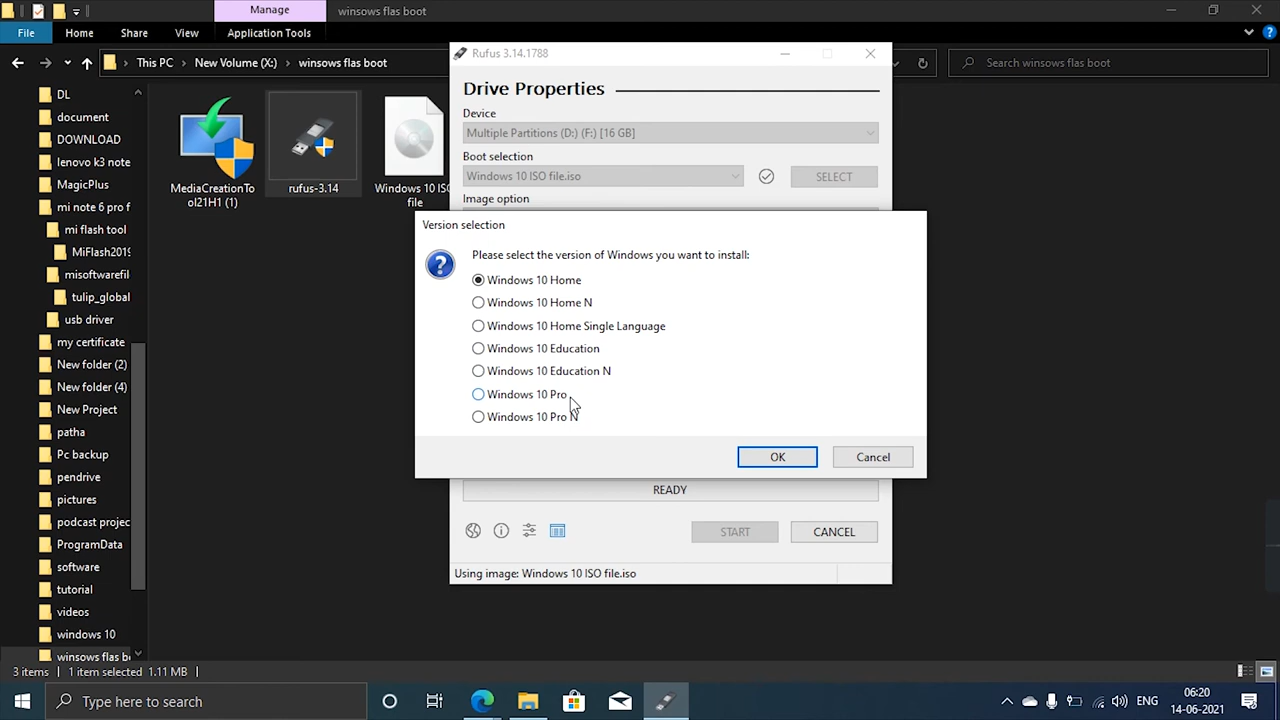 Manage
winsows flas boot
File
Home
Share
View
Application Tools
This PC
New Volume (X:)
winsows flas boot
Search winsows flas boot
DL
document
DOWNLOAD
lenovo k3 note
MagicPlus
mi note 6 pro f
mi flash tool
MiFlash2019
misoftwarefil
tulip_global
usb driver
my certificate
New folder (2)
New folder (4)
New Project
patha
Pc backup
pendrive
pictures
podcast projec
ProgramData
software
tutorial
videos
windows 10
winsows flas bo
MediaCreationTo
ol21H1 (1)
rufus-3.14
Windows 10 ISO
file
Rufus 3.14.1788
Drive Properties
Device
Multiple Partitions (D:) (F:) [16 GB]
Boot selection
Windows 10 ISO file.iso
SELECT
Image option
Version selection
Please select the version of Windows you want to install:
Windows 10 Home
Windows 10 Home N
Windows 10 Home Single Language
Windows 10 Education
Windows 10 Education N
Windows 10 Pro
Windows 10 Pro N
OK
Cancel
READY
START
CANCEL
Using image: Windows 10 ISO file.iso
3 items
1 item selected 1.11 MB
Type here to search
ENG
06:20
14-06-2021